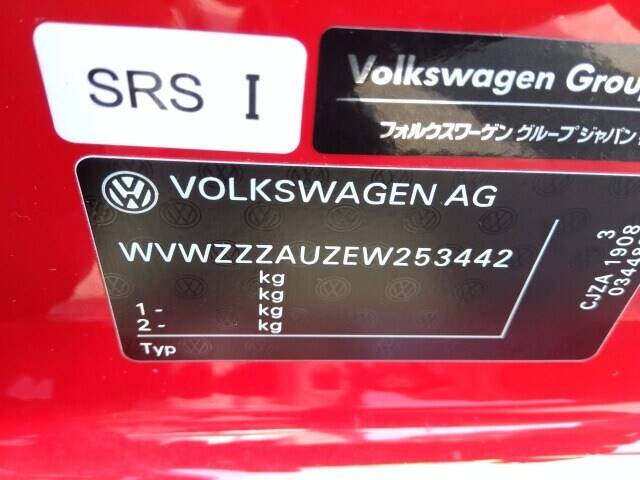 SRS I
Volkswagen Group
フォルクスワーゲン グループ ジャパン
VOLKSWAGEN AG
WVWZZZAUZEW253442
kg
kg
1 - kg
2 - kg
Typ
3
CJZA 1908